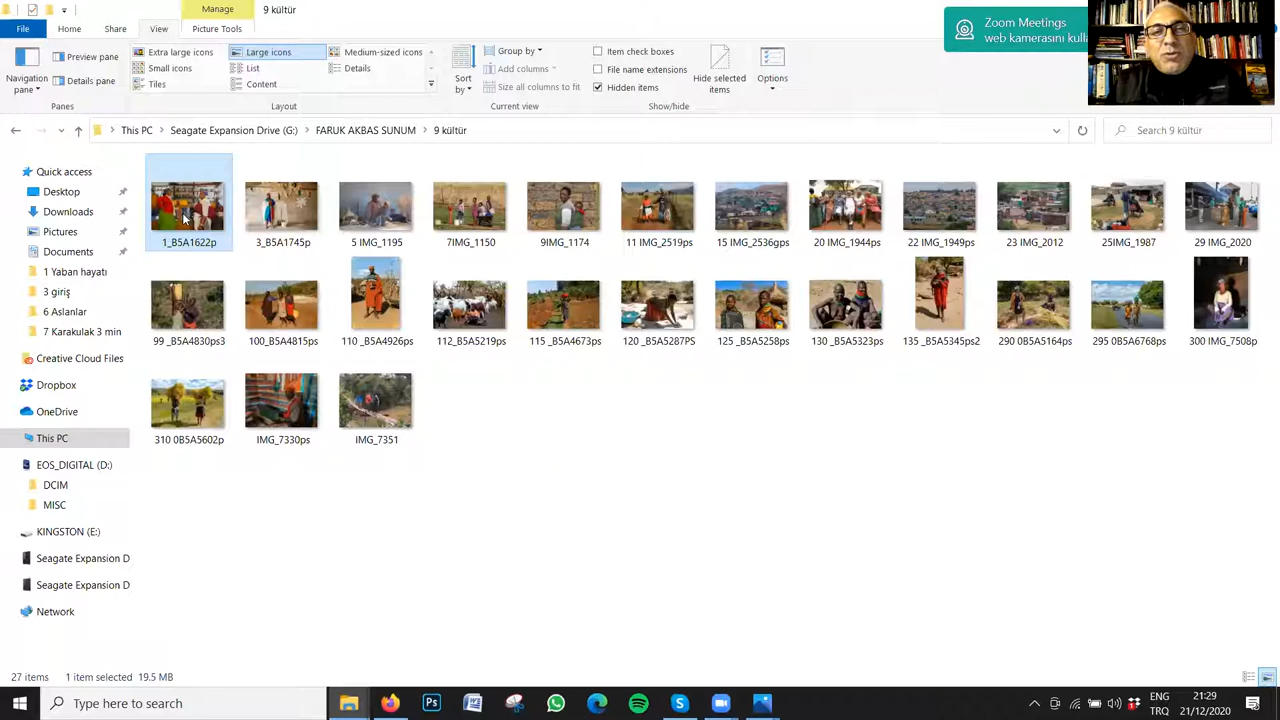 Manage
9 kültür
File
Home
Share
View
Picture Tools
Zoom Meetings
web kamerasını kulla
Navigation
pane
Preview pane
Details pane
Panes
Extra large icons
Large icons
Medium-sized icons
Small icons
List
Details
Tiles
Content
Layout
Sort
by
Group by
Add columns
Size all columns to fit
Current view
Item check boxes
File name extensions
Hidden items
Hide selected
items
Show/hide
Options
This PC
Seagate Expansion Drive (G:)
FARUK AKBAS SUNUM
9 kültür
Search 9 kültür
Quick access
Desktop
Downloads
Pictures
Documents
1 Yaban hayatı
3 giriş
6 Aslanlar
7 Karakulak 3 min
Creative Cloud Files
Dropbox
OneDrive
This PC
EOS_DIGITAL (D:)
DCIM
MISC
KINGSTON (E:)
Seagate Expansion D
Seagate Expansion D
Network
1_B5A1622p
3_B5A1745p
5 IMG_1195
7IMG_1150
9IMG_1174
11 IMG_2519ps
15 IMG_2536gps
20 IMG_1944ps
22 IMG_1949ps
23 IMG_2012
25IMG_1987
29 IMG_2020
99 _B5A4830ps3
100_B5A4815ps
110 _B5A4926ps
112_B5A5219ps
115 _B5A4673ps
120 _B5A5287PS
125 _B5A5258ps
130 _B5A5323ps
135 _B5A5345ps2
290 0B5A5164ps
295 0B5A6768ps
300 IMG_7508p
310 0B5A5602p
IMG_7330ps
IMG_7351
27 items
1 item selected
19.5 MB
Type here to search
Ps
ENG
TRQ
21:29
21/12/2020